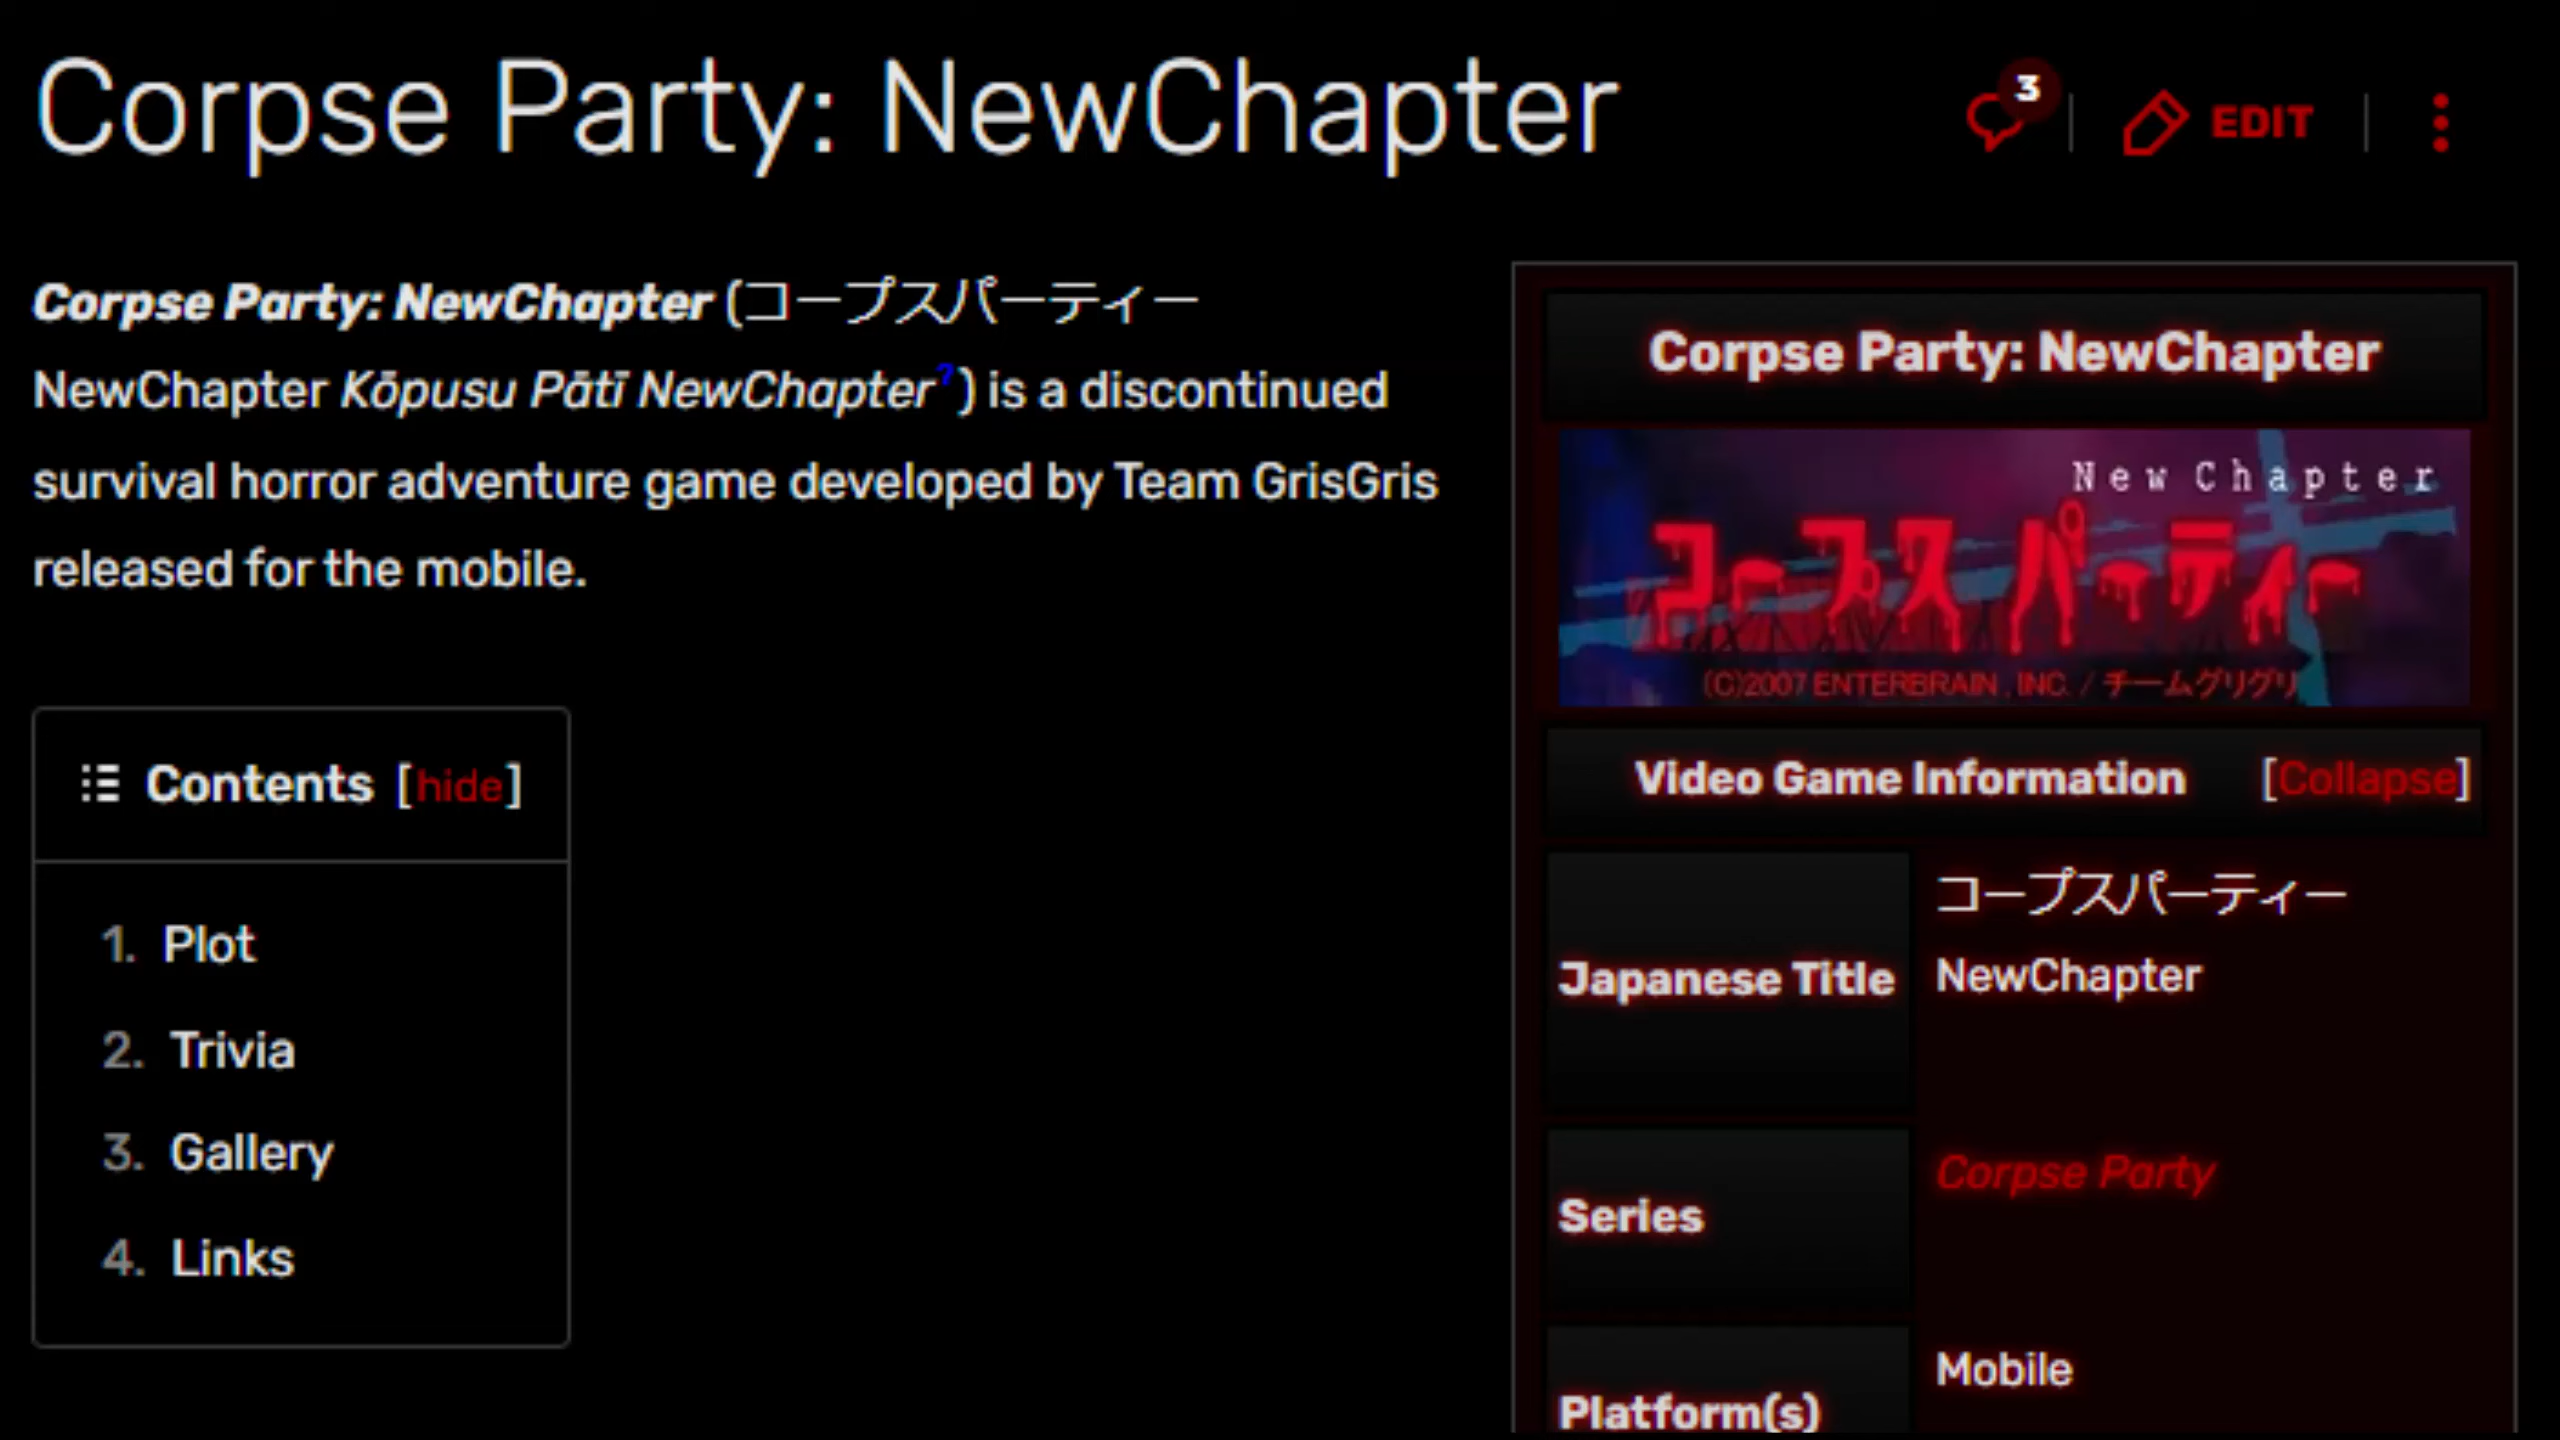 Corpse Party: NewChapter
3
EDIT
Corpse Party: NewChapter (コープスパーティー
NewChapter Kōpusu Pātī NewChapter?) is a discontinued
survival horror adventure game developed by Team GrisGris
released for the mobile.
Contents [hide]
1. Plot
2. Trivia
3. Gallery
4. Links
Corpse Party: NewChapter
New Chapter
コープスパーティー
(C)2007 ENTERBRAIN, INC. / チームグリグリ
Video Game Information [Collapse]
Japanese Title
コープスパーティー
NewChapter
Series
Corpse Party
Platform(s)
Mobile